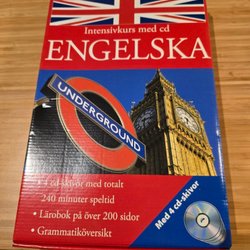 Intensivkurs med cd
ENGELSKA
UNDERGROUND
• 4 cd-skivor med totalt
240 minuter speltid
• Lärobok på över 200 sidor
• Grammatiköversikt
Med 4 cd-skivor